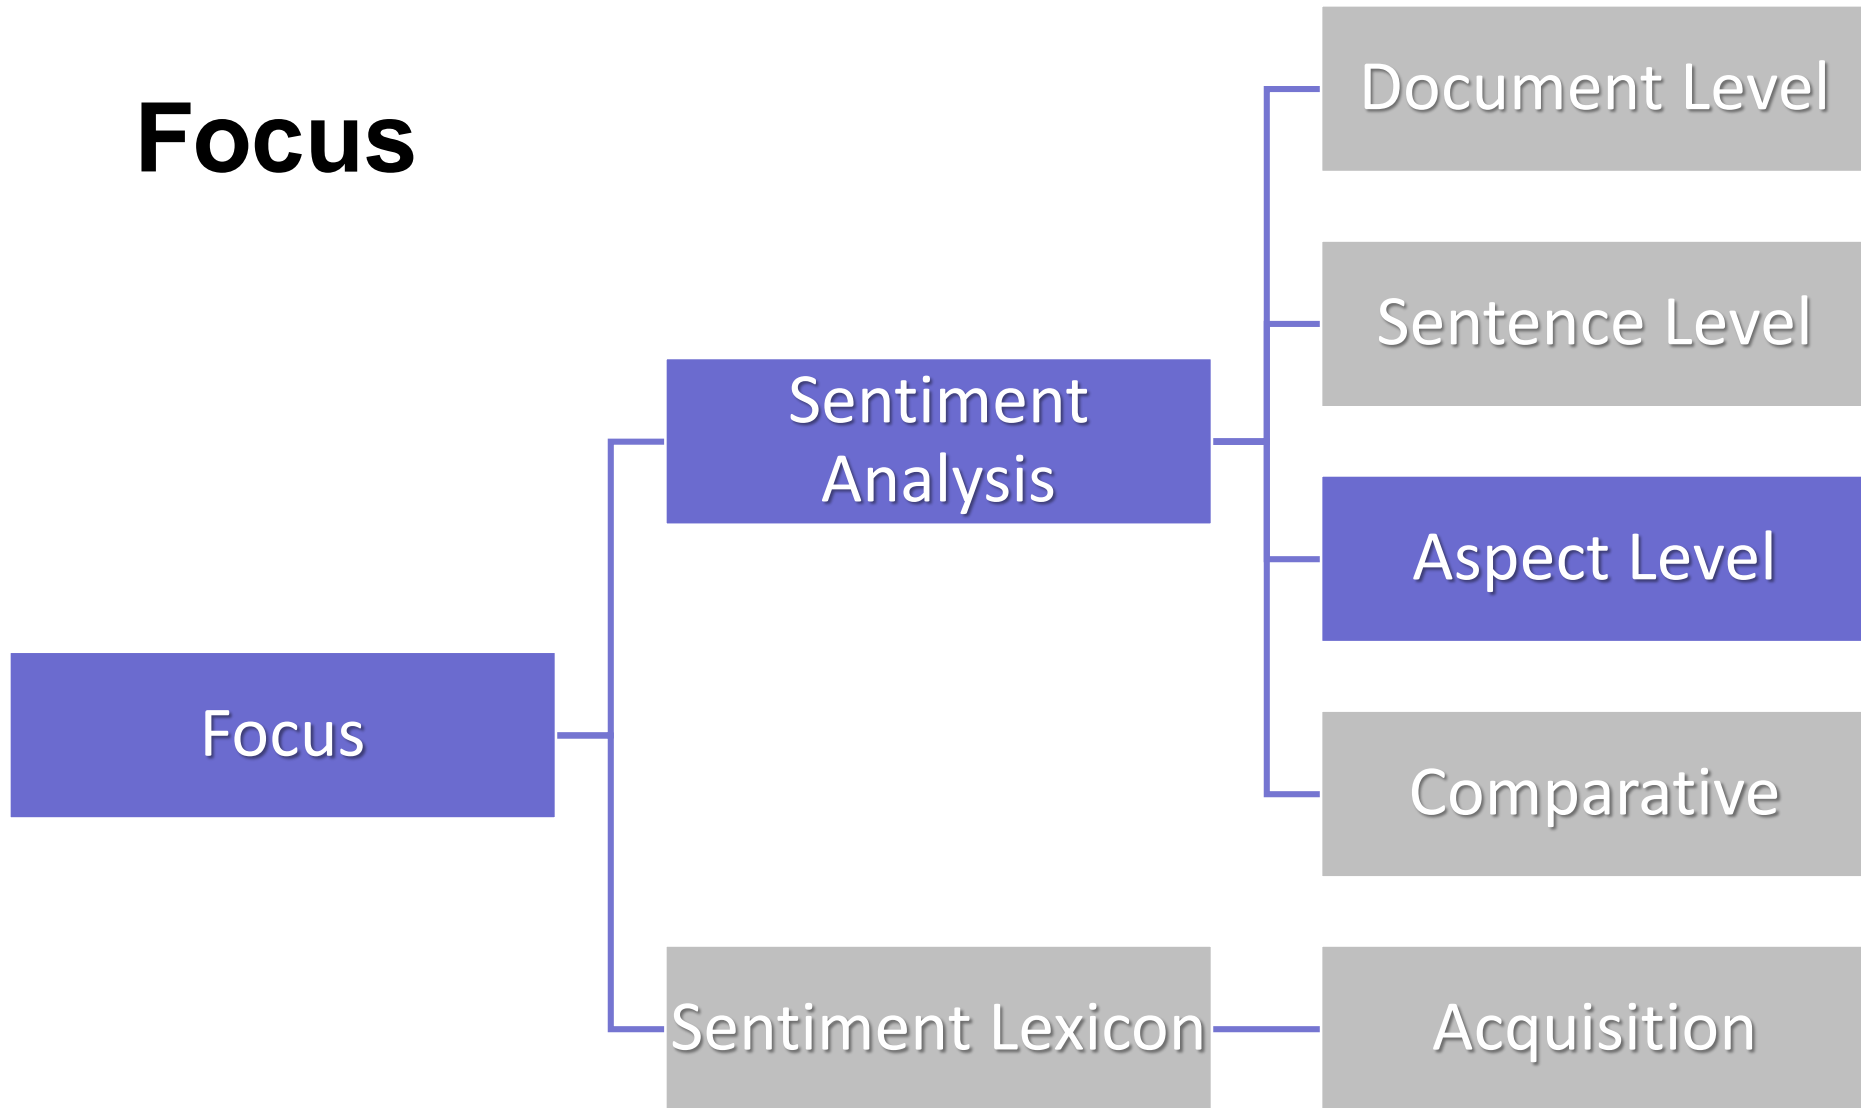 Focus
Focus
Sentiment
Analysis
Document Level
Sentence Level
Aspect Level
Comparative
Sentiment Lexicon
Acquisition